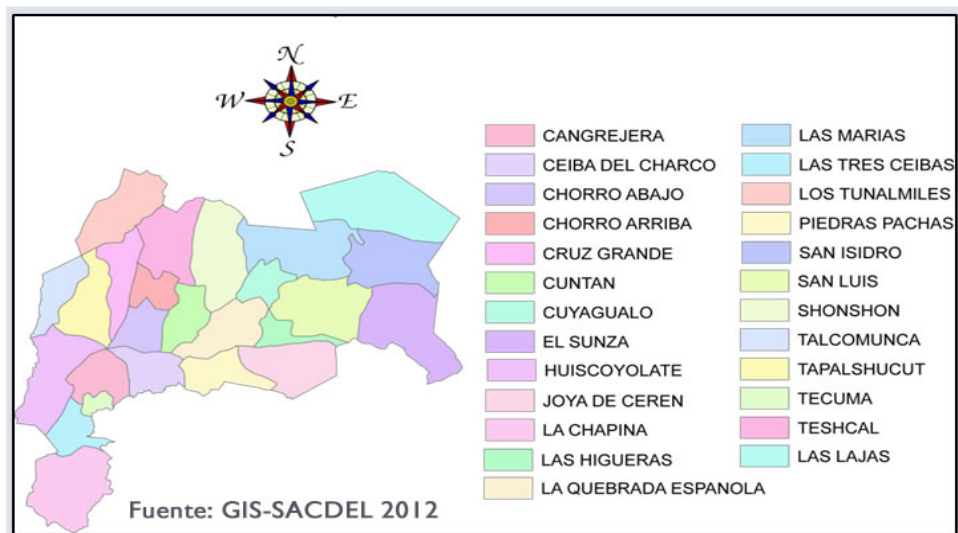 N
W E
S
CANGREJERA
CEIBA DEL CHARCO
CHORRO ABAJO
CHORRO ARRIBA
CRUZ GRANDE
CUNTAN
CUYAGUALO
EL SUNZA
HUISCOYOLATE
JOYA DE CEREN
LA CHAPINA
LAS HIGUERAS
LA QUEBRADA ESPANOLA
LAS MARIAS
LAS TRES CEIBAS
LOS TUNALMILES
PIEDRAS PACHAS
SAN ISIDRO
SAN LUIS
SHONSHON
TALCOMUNCA
TAPALSHUCUT
TECUMA
TESHCAL
LAS LAJAS
Fuente: GIS-SACDEL 2012